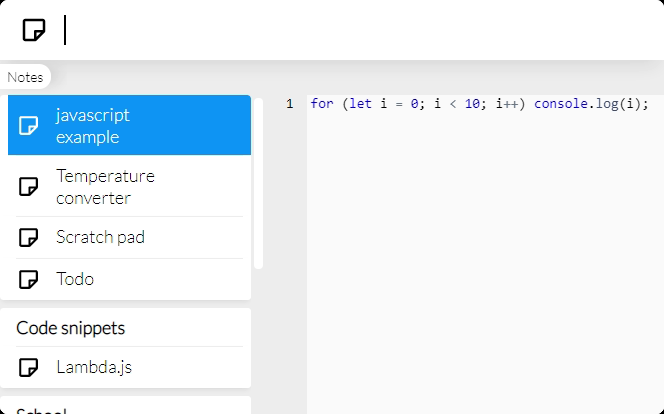 Notes
javascript
example
Temperature
converter
Scratch pad
Todo
Code snippets
Lambda.js
School
1 for (let i = 0; i < 10; i++) console.log(i);